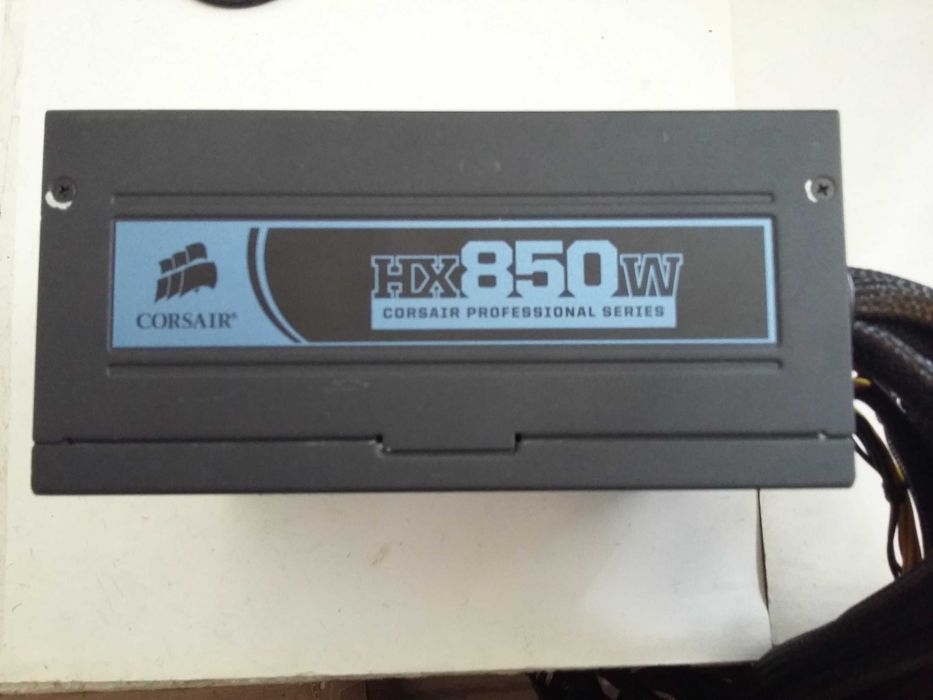 HX850W
CORSAIR PROFESSIONAL SERIES
CORSAIR®